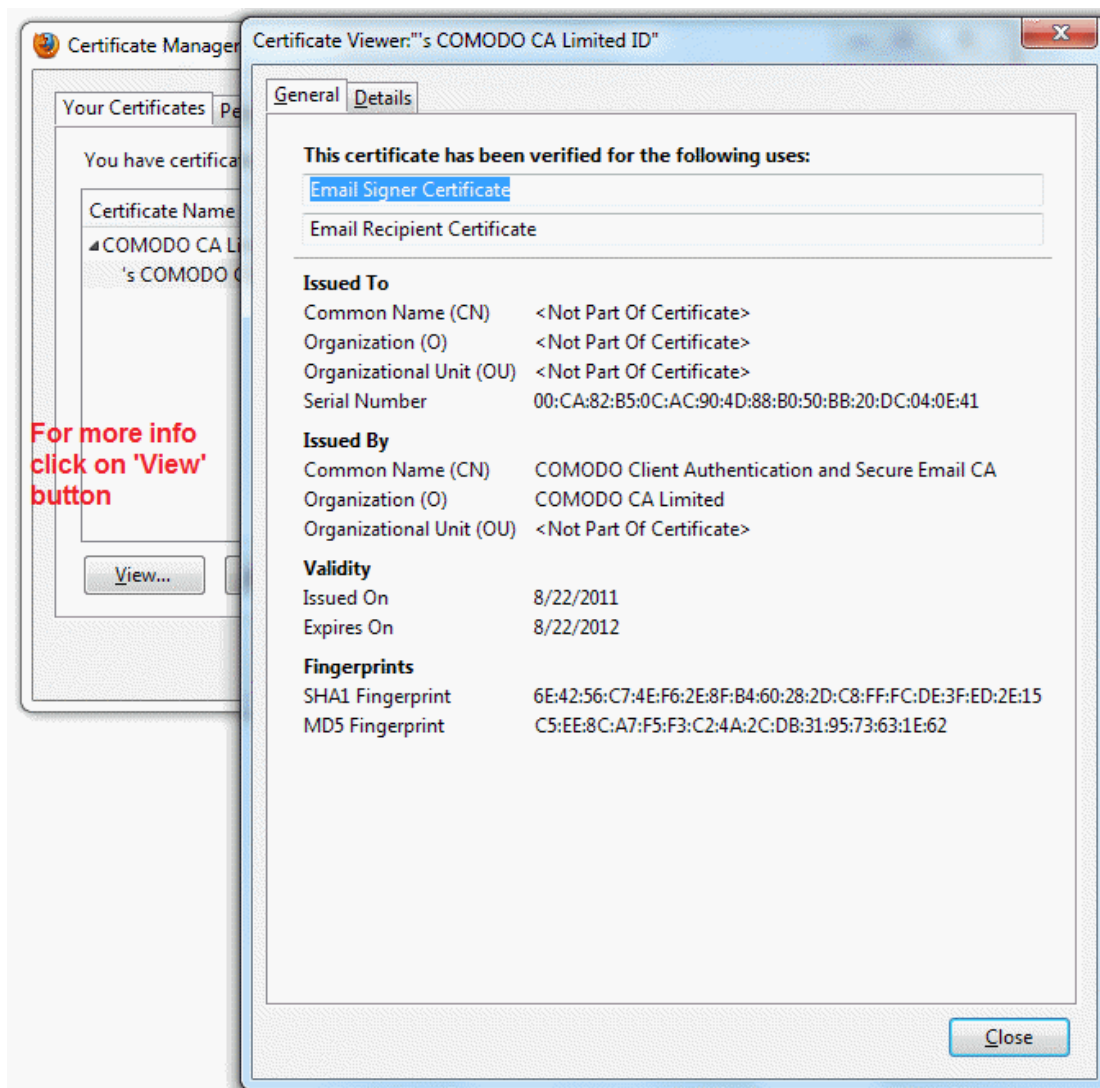 Certificate Manager
Your Certificates
You have
Certificate Name
COMODO CA
's COMODO
For more info
click on 'View'
button
View...
Certificate Viewer:"'s COMODO CA Limited ID"
X
General Details
This certificate has been verified for the following uses:
Email Signer Certificate
Email Recipient Certificate
Issued To
Common Name (CN) <Not Part Of Certificate>
Organization (O) <Not Part Of Certificate>
Organizational Unit (OU) <Not Part Of Certificate>
Serial Number 00:CA:82:B5:0C:AC:90:4D:88:B0:50:BB:20:DC:04:0E:41
Issued By
Common Name (CN) COMODO Client Authentication and Secure Email CA
Organization (O) COMODO CA Limited
Organizational Unit (OU) <Not Part Of Certificate>
Validity
Issued On 8/22/2011
Expires On 8/22/2012
Fingerprints
SHA1 Fingerprint 6E:42:56:C7:4E:F6:2E:8F:B4:60:28:2D:C8:FF:FC:DE:3F:ED:2E:15
MD5 Fingerprint C5:EE:8C:A7:F5:F3:C2:4A:2C:DB:31:95:73:63:1E:62
Close